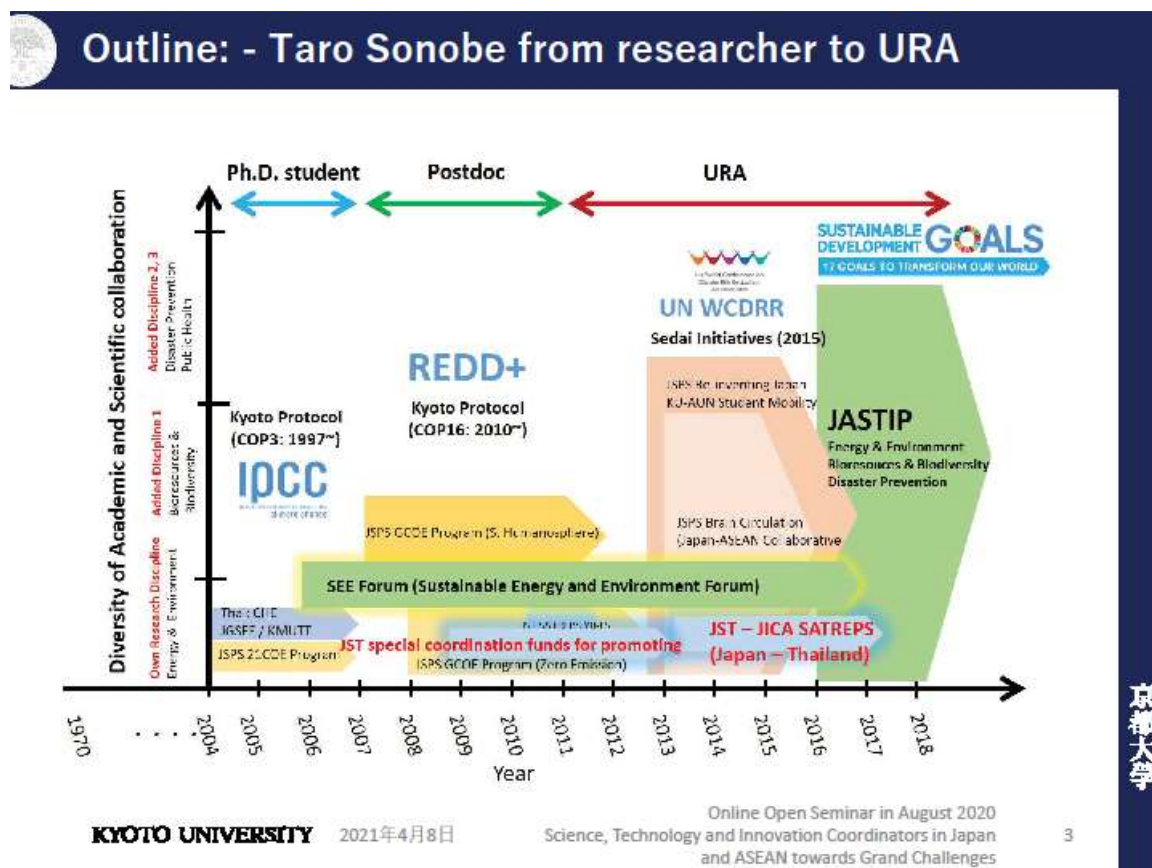 Outline: - Taro Sonobe from researcher to URA
Ph.D. student
Postdoc
URA
Diversity of Academic and Scientific collaboration
Added Discipline 2, 3
Disaster Prevention
Public Health
Added Discipline 1
Bioresources &
Biodiversity
Own Research Discipline
Energy & Environment
Kyoto Protocol
(COP3: 1997~)
ipcc
climate change
REDD+
Kyoto Protocol
(COP16: 2010~)
UN WCDRR
Sedai Initiatives (2015)
SUSTAINABLE
DEVELOPMENT
GOALS
17 GOALS TO TRANSFORM OUR WORLD
JSPS Re-inventing Japan
KU-AUN Student Mobility
JASTIP
Energy & Environment
Bioresouces & Biodiversity
Disaster Prevention
JSPS GCOE Program (S. Humanosphere)
JSPS Brain Circulation
(Japan-ASEAN Collaborative
SEE Forum (Sustainable Energy and Environment Forum)
JGSEE / KMUTT
JSPS 21COE Program
JST special coordination funds for promoting
JSPS GCOE Program (Zero Emission)
JST – JICA SATREPS
(Japan – Thailand)
1970
. . . .
2004
2005
2006
2007
2008
2009
2010
2011
2012
2013
2014
2015
2016
2017
2018
Year
京都大學
KYOTO UNIVERSITY
2021年4月8日
Online Open Seminar in August 2020
Science, Technology and Innovation Coordinators in Japan
and ASEAN towards Grand Challenges
3